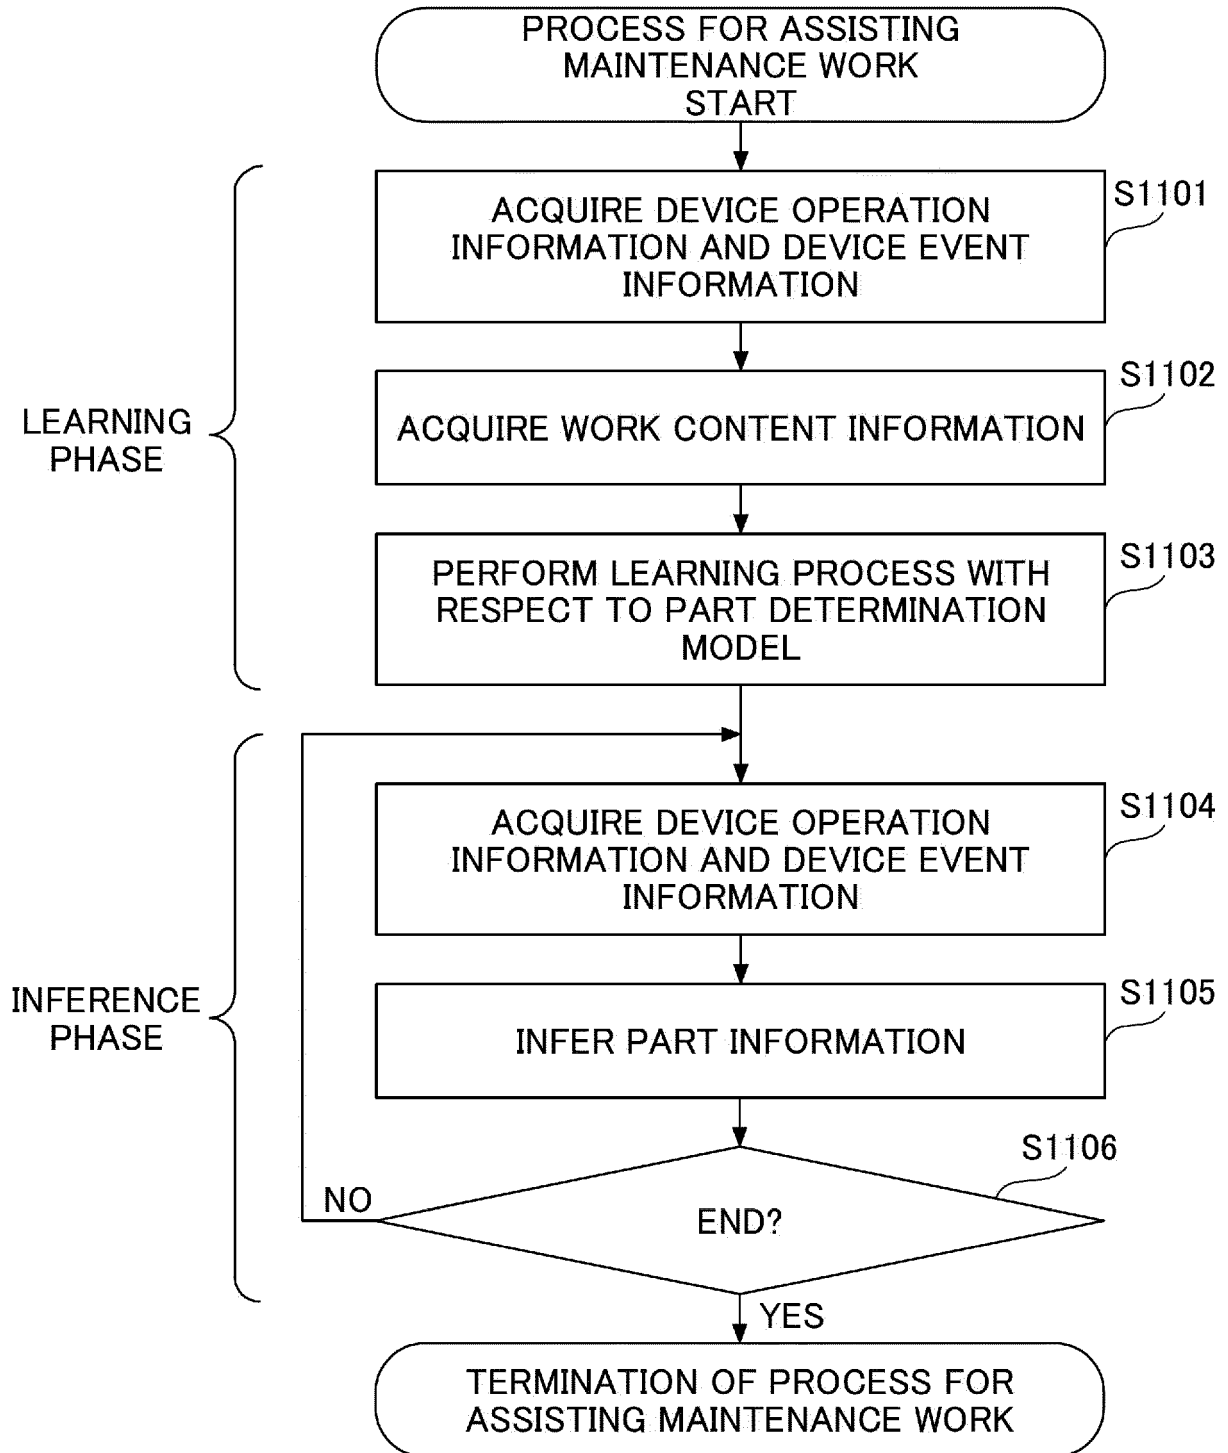 PROCESS FOR ASSISTING
MAINTENANCE WORK
START
S1101
ACQUIRE DEVICE OPERATION
INFORMATION AND DEVICE EVENT
INFORMATION
S1102
ACQUIRE WORK CONTENT INFORMATION
LEARNING
PHASE
S1103
PERFORM LEARNING PROCESS WITH
RESPECT TO PART DETERMINATION
MODEL
S1104
ACQUIRE DEVICE OPERATION
INFORMATION AND DEVICE EVENT
INFORMATION
INFERENCE
PHASE
S1105
INFER PART INFORMATION
S1106
NO
END?
YES
TERMINATION OF PROCESS FOR
ASSISTING MAINTENANCE WORK